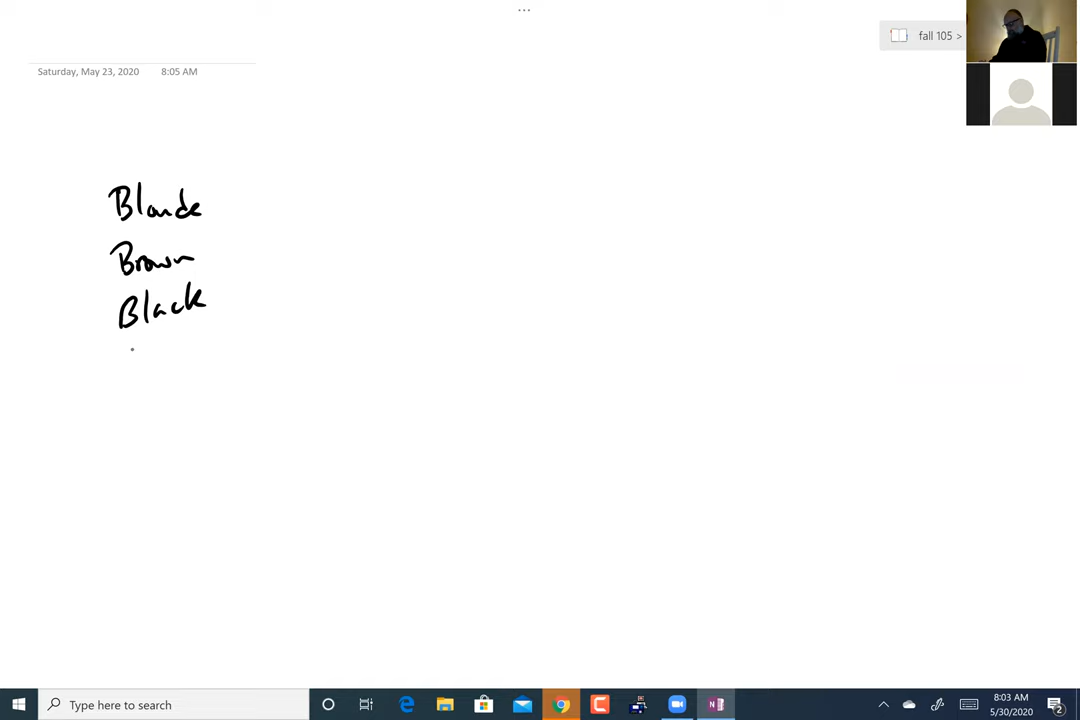 fall 105 >
Saturday, May 23, 2020 8:05 AM
Blonde
Brown
Black
Type here to search
8:03 AM
5/30/2020
2